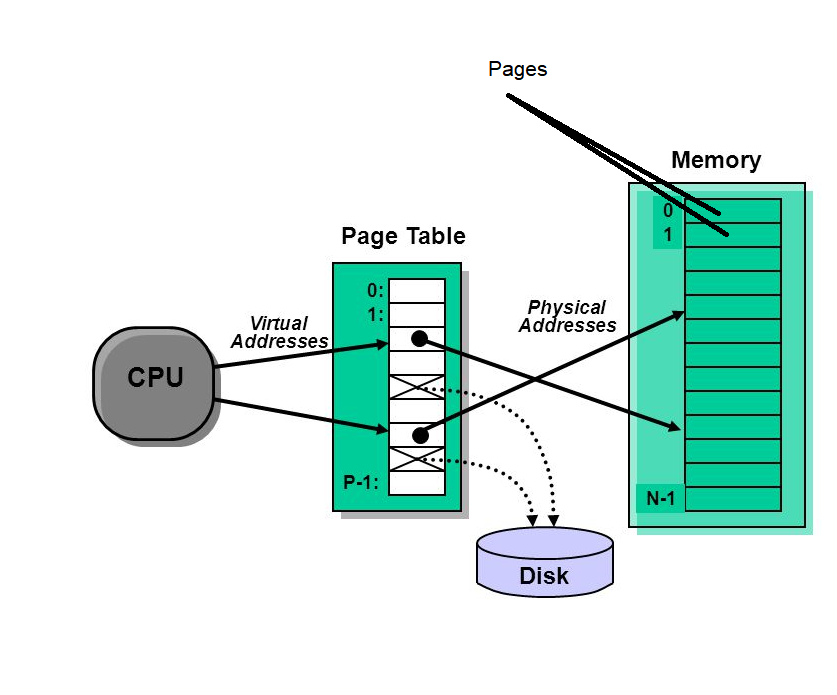 Pages
Memory
0
1
Page Table
0:
1:
Virtual
Addresses
Physical
Addresses
CPU
P-1:
N-1
Disk